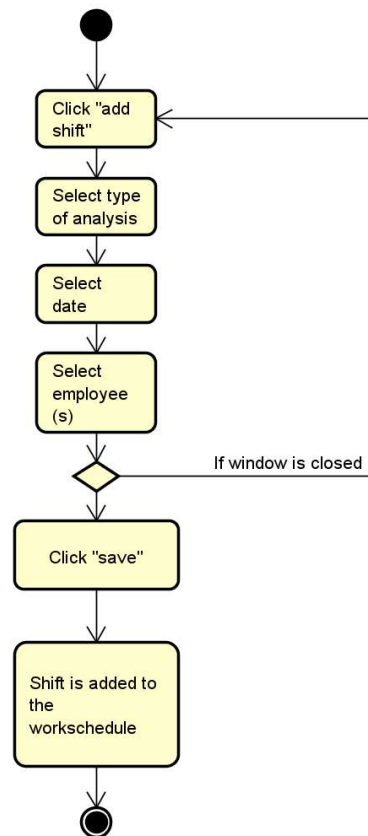 Click "add
shift"
Select type
of analysis
Select
date
Select
employee
(s)
If window is closed
Click "save"
Shift is added to
the
workschedule